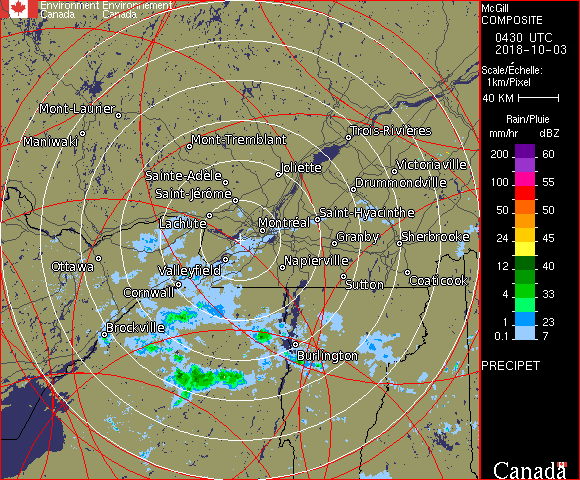 Environment Environnement
Canada Canada
McGill
COMPOSITE
0430 UTC
2018-10-03
Scale/Échelle:
1km/Pixel
40 KM
Rain/Pluie
mm/hr dBZ
200 60
150 57
100 55
50 50
24 45
12 40
4 33
1 23
0.1 7
PRECIPET
Canada
Mont-Laurier
Maniwaki
Mont-Tremblant
Trois-Rivières
Joliette
Victoriaville
Sainte-Adèle
Drummondville
Saint-Jérôme
Saint-Hyacinthe
Lachute
Montréal
Granby
Sherbrooke
Ottawa
Valleyfield
Napierville
Cornwall
Sutton
Coaticook
Brockville
Burlington